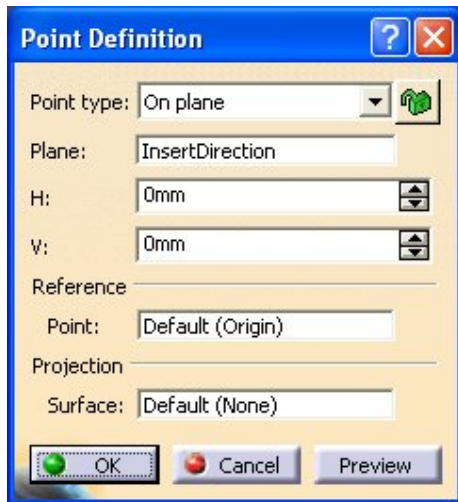 Point Definition
Point type: On plane
Plane: InsertDirection
H: 0mm
V: 0mm
Reference
Point: Default (Origin)
Projection
Surface: Default (None)
OK Cancel Preview